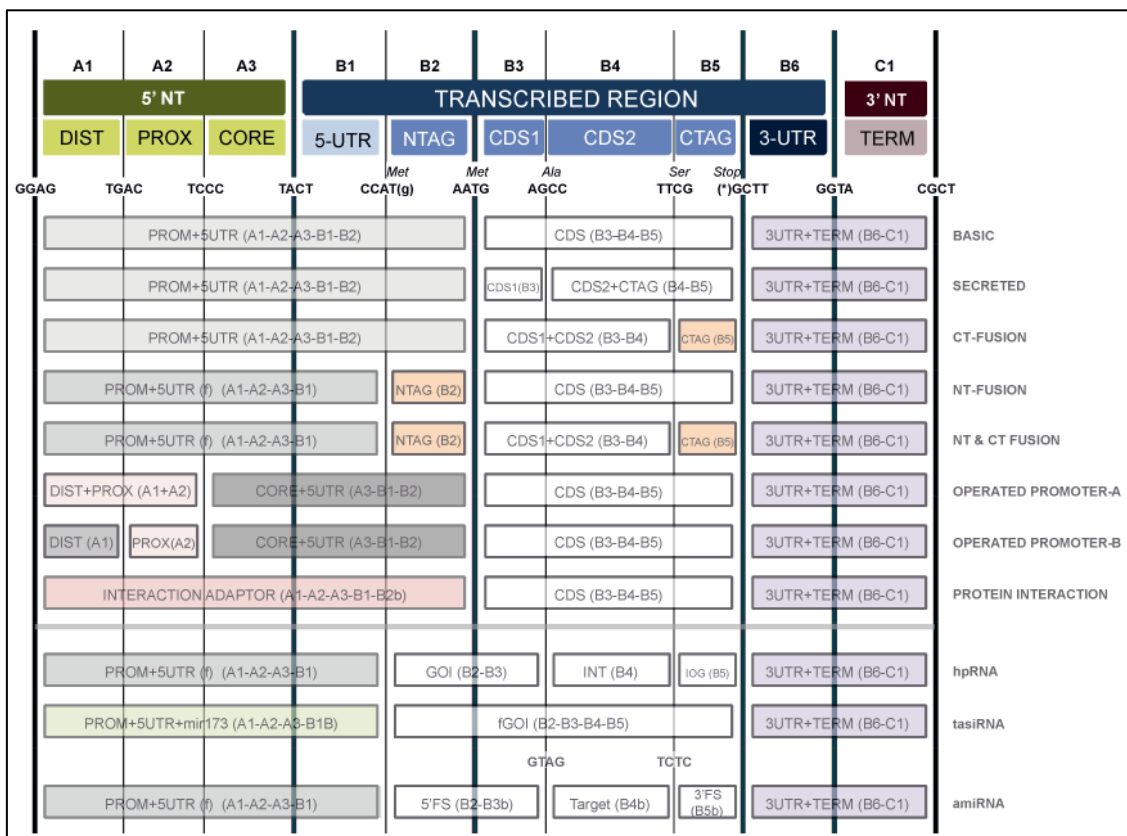 A1 A2 A3 B1 B2 B3 B4 B5 B6 C1
5' NT TRANSCRIBED REGION 3' NT
DIST PROX CORE 5-UTR NTAG CDS1 CDS2 CTAG 3-UTR TERM
Met Met Ala Ser Stop
GGAG TGAC TCCC TACT CCAT(g) AATG AGCC TTCG (*)GCTT GGTA CGCT
PROM+5UTR (A1-A2-A3-B1-B2) CDS (B3-B4-B5) 3UTR+TERM (B6-C1) BASIC
PROM+5UTR (A1-A2-A3-B1-B2) CDS1(B3) CDS2+CTAG (B4-B5) 3UTR+TERM (B6-C1) SECRETED
PROM+5UTR (A1-A2-A3-B1-B2) CDS1+CDS2 (B3-B4) CTAG (B5) 3UTR+TERM (B6-C1) CT-FUSION
PROM+5UTR (f) (A1-A2-A3-B1) NTAG (B2) CDS (B3-B4-B5) 3UTR+TERM (B6-C1) NT-FUSION
PROM+5UTR (f) (A1-A2-A3-B1) NTAG (B2) CDS1+CDS2 (B3-B4) CTAG (B5) 3UTR+TERM (B6-C1) NT & CT FUSION
DIST+PROX (A1+A2) CORE+5UTR (A3-B1-B2) CDS (B3-B4-B5) 3UTR+TERM (B6-C1) OPERATED PROMOTER-A
DIST (A1) PROX(A2) CORE+5UTR (A3-B1-B2) CDS (B3-B4-B5) 3UTR+TERM (B6-C1) OPERATED PROMOTER-B
INTERACTION ADAPTOR (A1-A2-A3-B1-B2b) CDS (B3-B4-B5) 3UTR+TERM (B6-C1) PROTEIN INTERACTION
PROM+5UTR (f) (A1-A2-A3-B1) GOI (B2-B3) INT (B4) IOG (B5) 3UTR+TERM (B6-C1) hpRNA
PROM+5UTR+mir173 (A1-A2-A3-B1B) fGOI (B2-B3-B4-B5) 3UTR+TERM (B6-C1) tasiRNA
GTAG TCTC
PROM+5UTR (f) (A1-A2-A3-B1) 5'FS (B2-B3b) Target (B4b) 3'FS (B5b) 3UTR+TERM (B6-C1) amiRNA